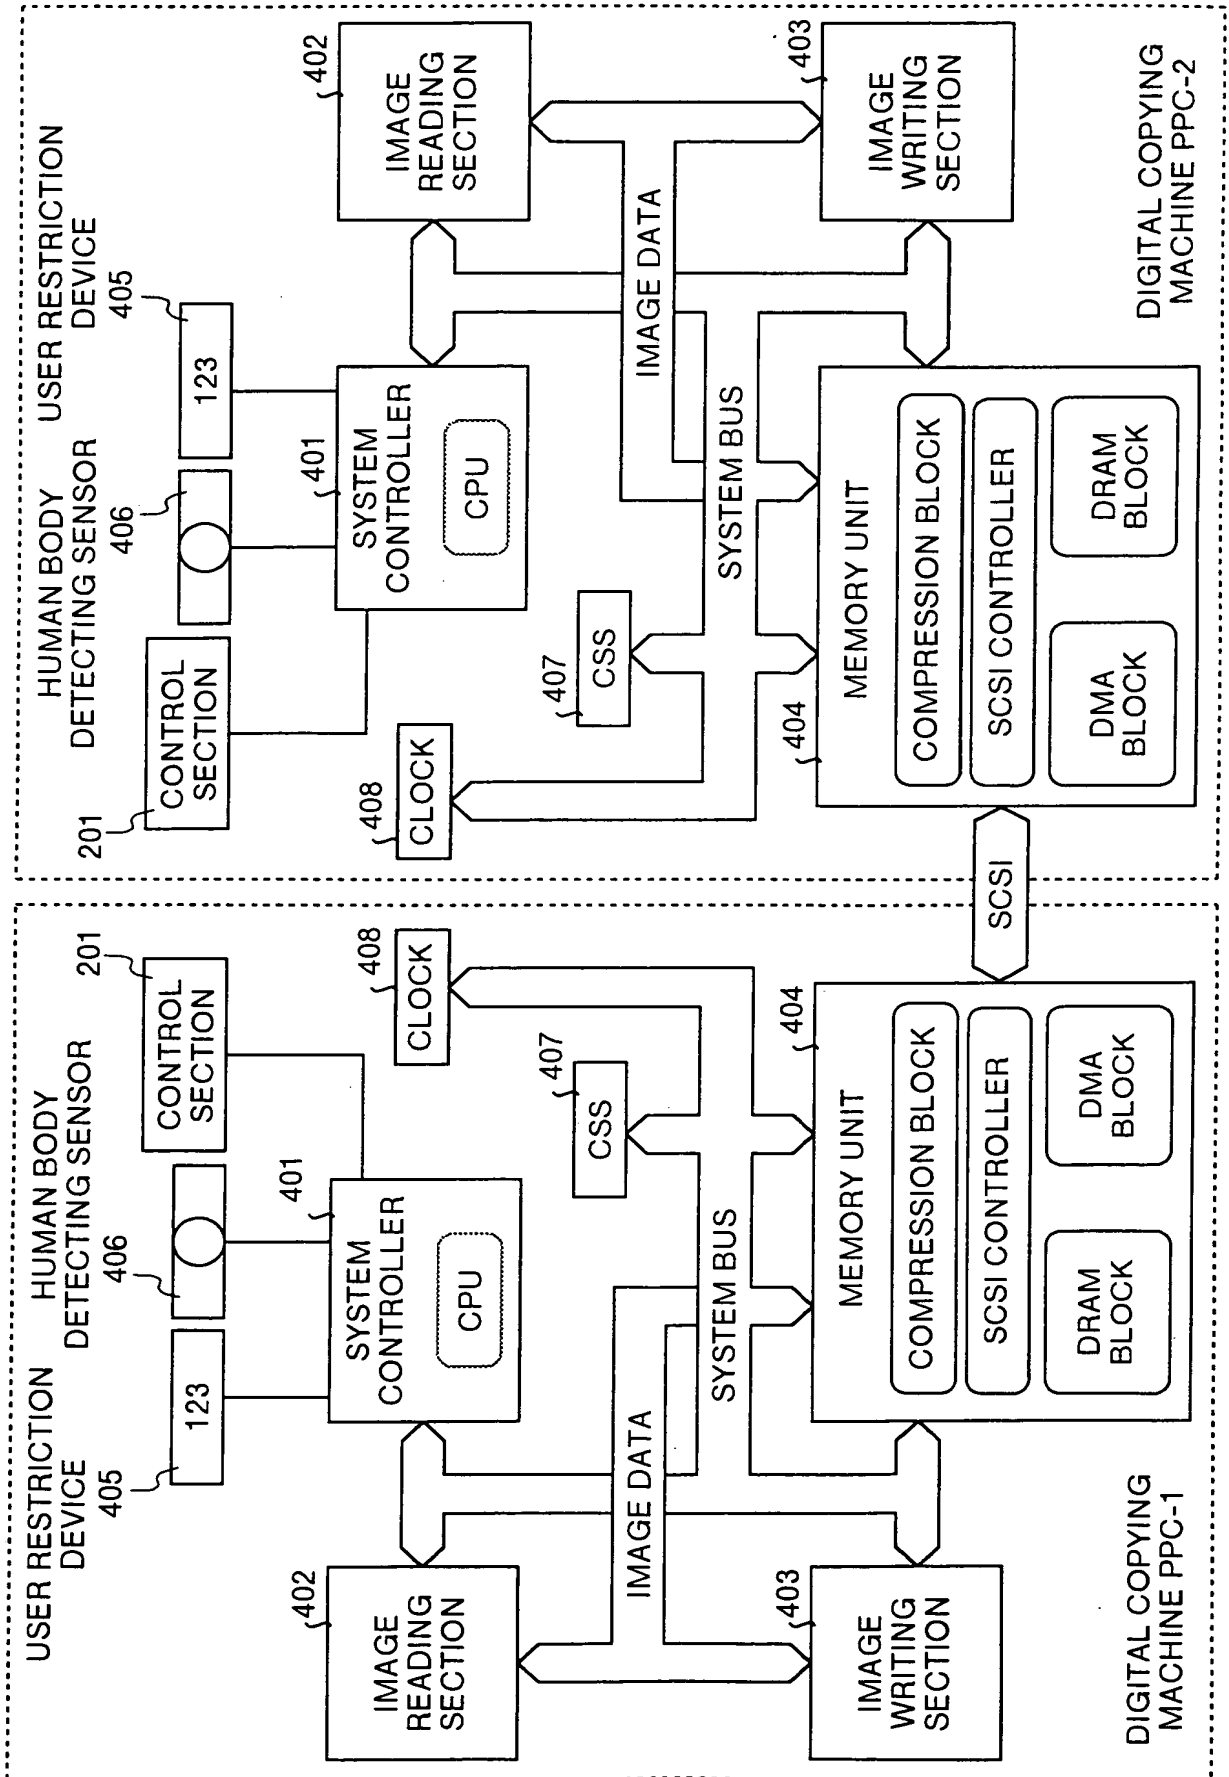 USER RESTRICTION
DEVICE
405
123
HUMAN BODY
DETECTING SENSOR
406
201
CONTROL
SECTION
401
SYSTEM
CONTROLLER
CPU
402
IMAGE
READING
SECTION
408
CLOCK
407
CSS
IMAGE DATA
SYSTEM BUS
403
IMAGE
WRITING
SECTION
404
MEMORY UNIT
COMPRESSION BLOCK
SCSI CONTROLLER
DRAM
BLOCK
DMA
BLOCK
DIGITAL COPYING
MACHINE PPC-1
SCSI
HUMAN BODY
DETECTING SENSOR
406
USER RESTRICTION
DEVICE
405
123
201
CONTROL
SECTION
401
SYSTEM
CONTROLLER
CPU
402
IMAGE
READING
SECTION
408
CLOCK
407
CSS
IMAGE DATA
SYSTEM BUS
403
IMAGE
WRITING
SECTION
404
MEMORY UNIT
COMPRESSION BLOCK
SCSI CONTROLLER
DMA
BLOCK
DRAM
BLOCK
DIGITAL COPYING
MACHINE PPC-2